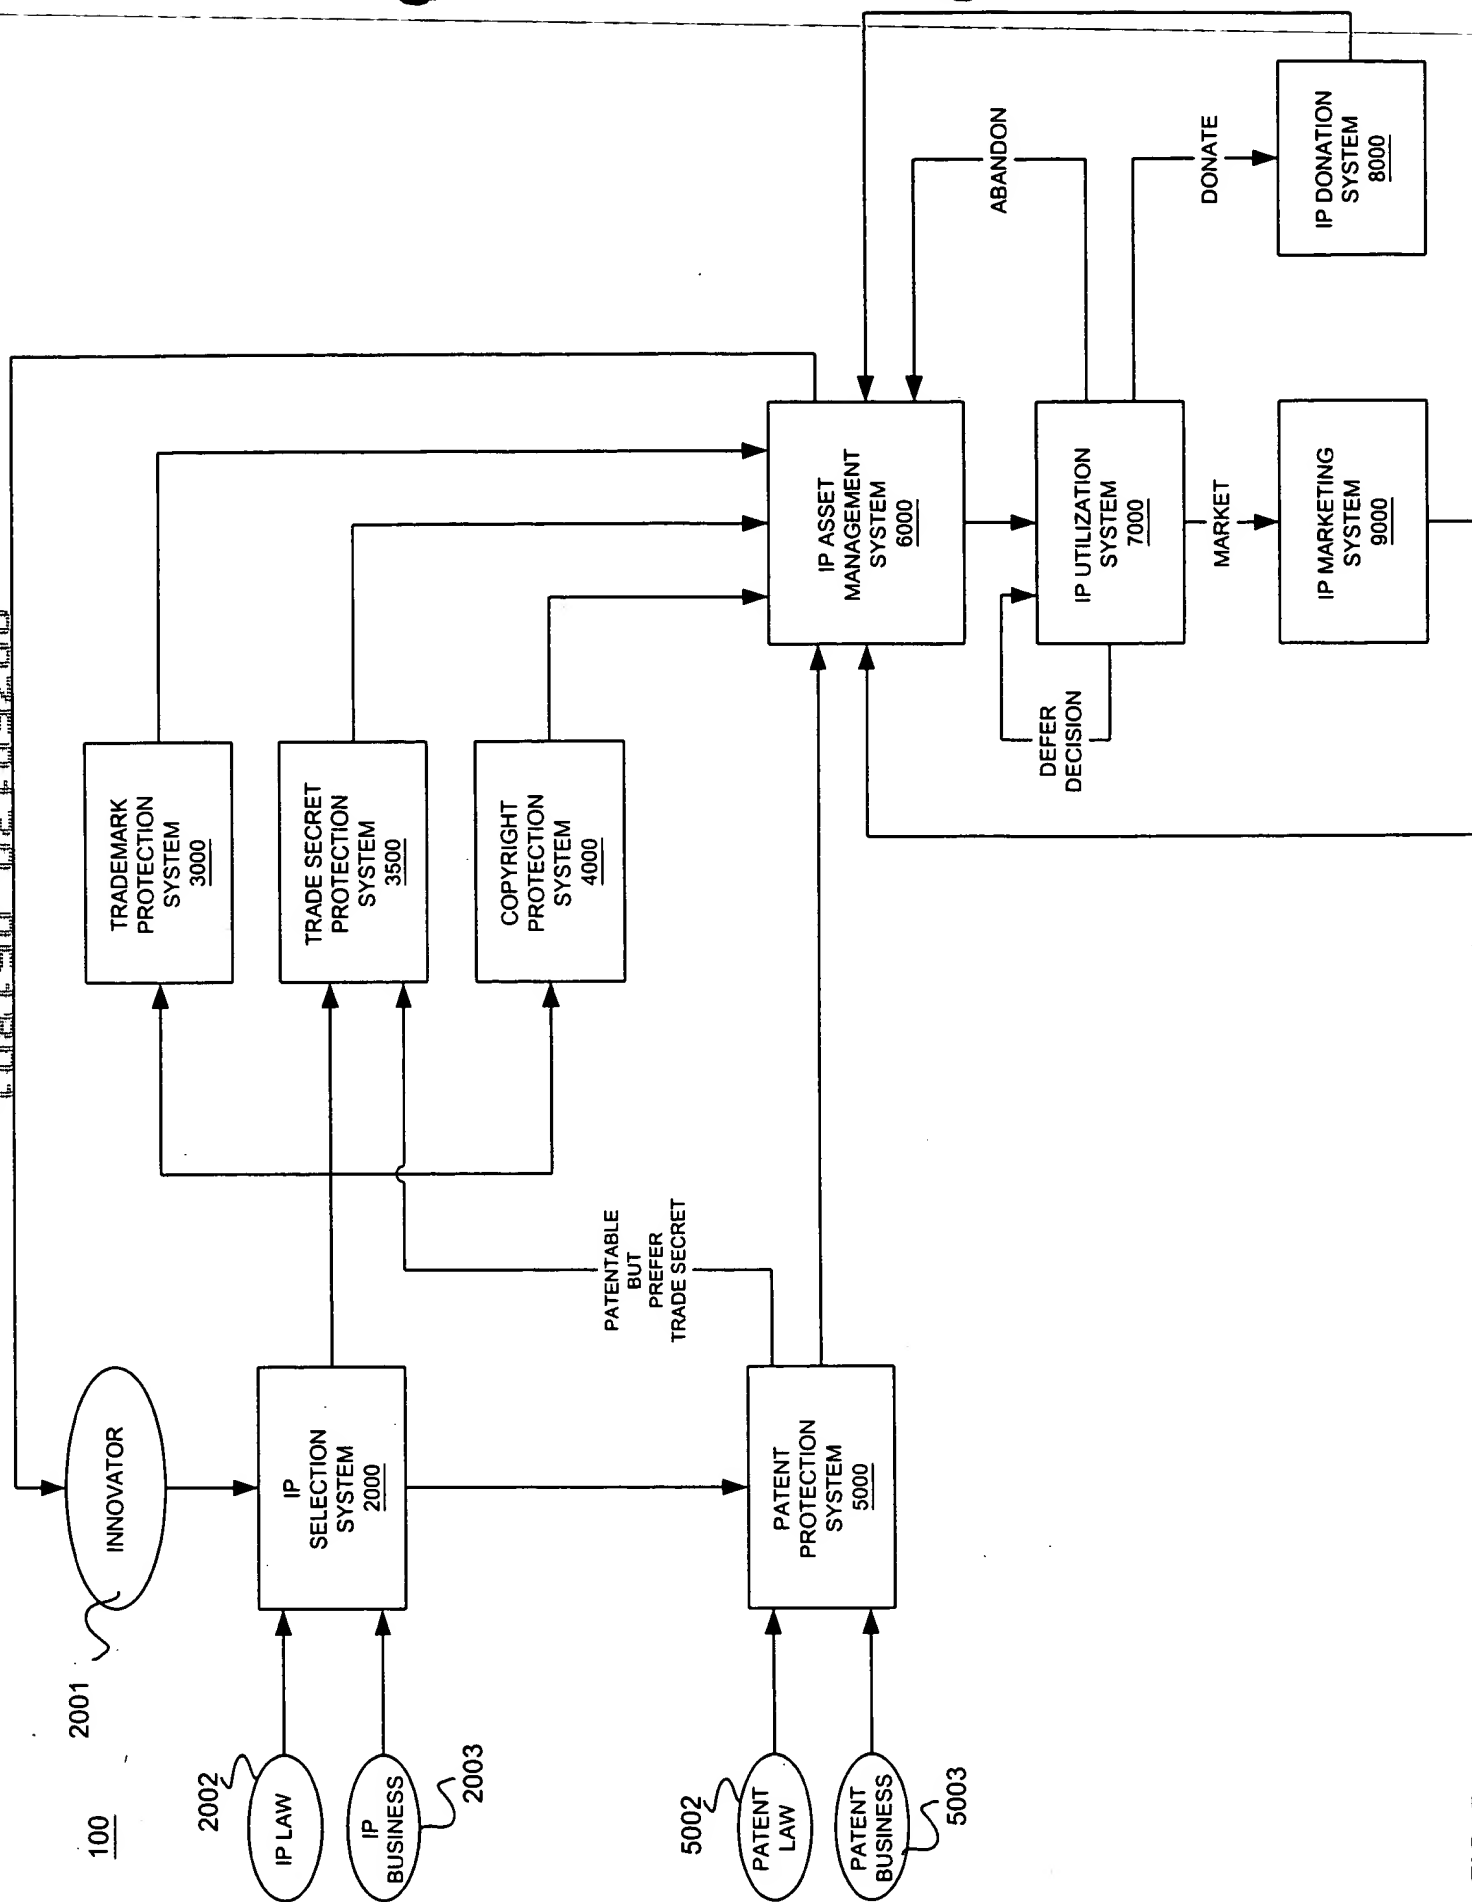 100
2001
INNOVATOR
2002
IP LAW
IP
BUSINESS
2003
IP
SELECTION
SYSTEM
2000
5002
PATENT
LAW
PATENT
BUSINESS
5003
PATENT
PROTECTION
SYSTEM
5000
PATENTABLE
BUT
PREFER
TRADE SECRET
TRADEMARK
PROTECTION
SYSTEM
3000
TRADE SECRET
PROTECTION
SYSTEM
3500
COPYRIGHT
PROTECTION
SYSTEM
4000
IP ASSET
MANAGEMENT
SYSTEM
6000
DEFER
DECISION
IP UTILIZATION
SYSTEM
7000
ABANDON
MARKET
DONATE
IP MARKETING
SYSTEM
9000
IP DONATION
SYSTEM
8000